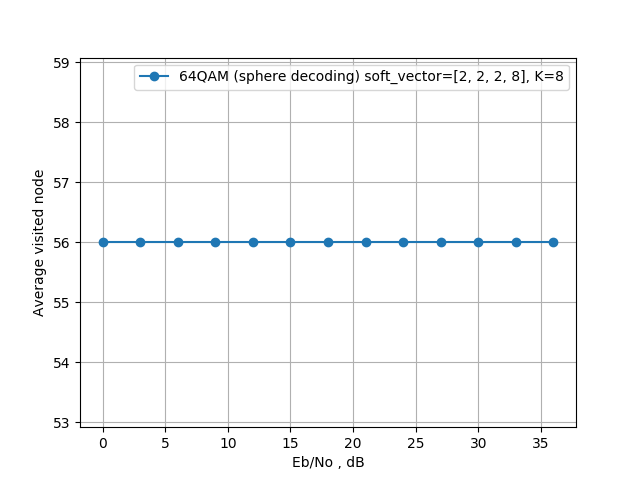 59
64QAM (sphere decoding) soft_vector=[2, 2, 2, 8], K=8
58
57
56
55
54
53
Average visited node
0 5 10 15 20 25 30 35
Eb/No , dB